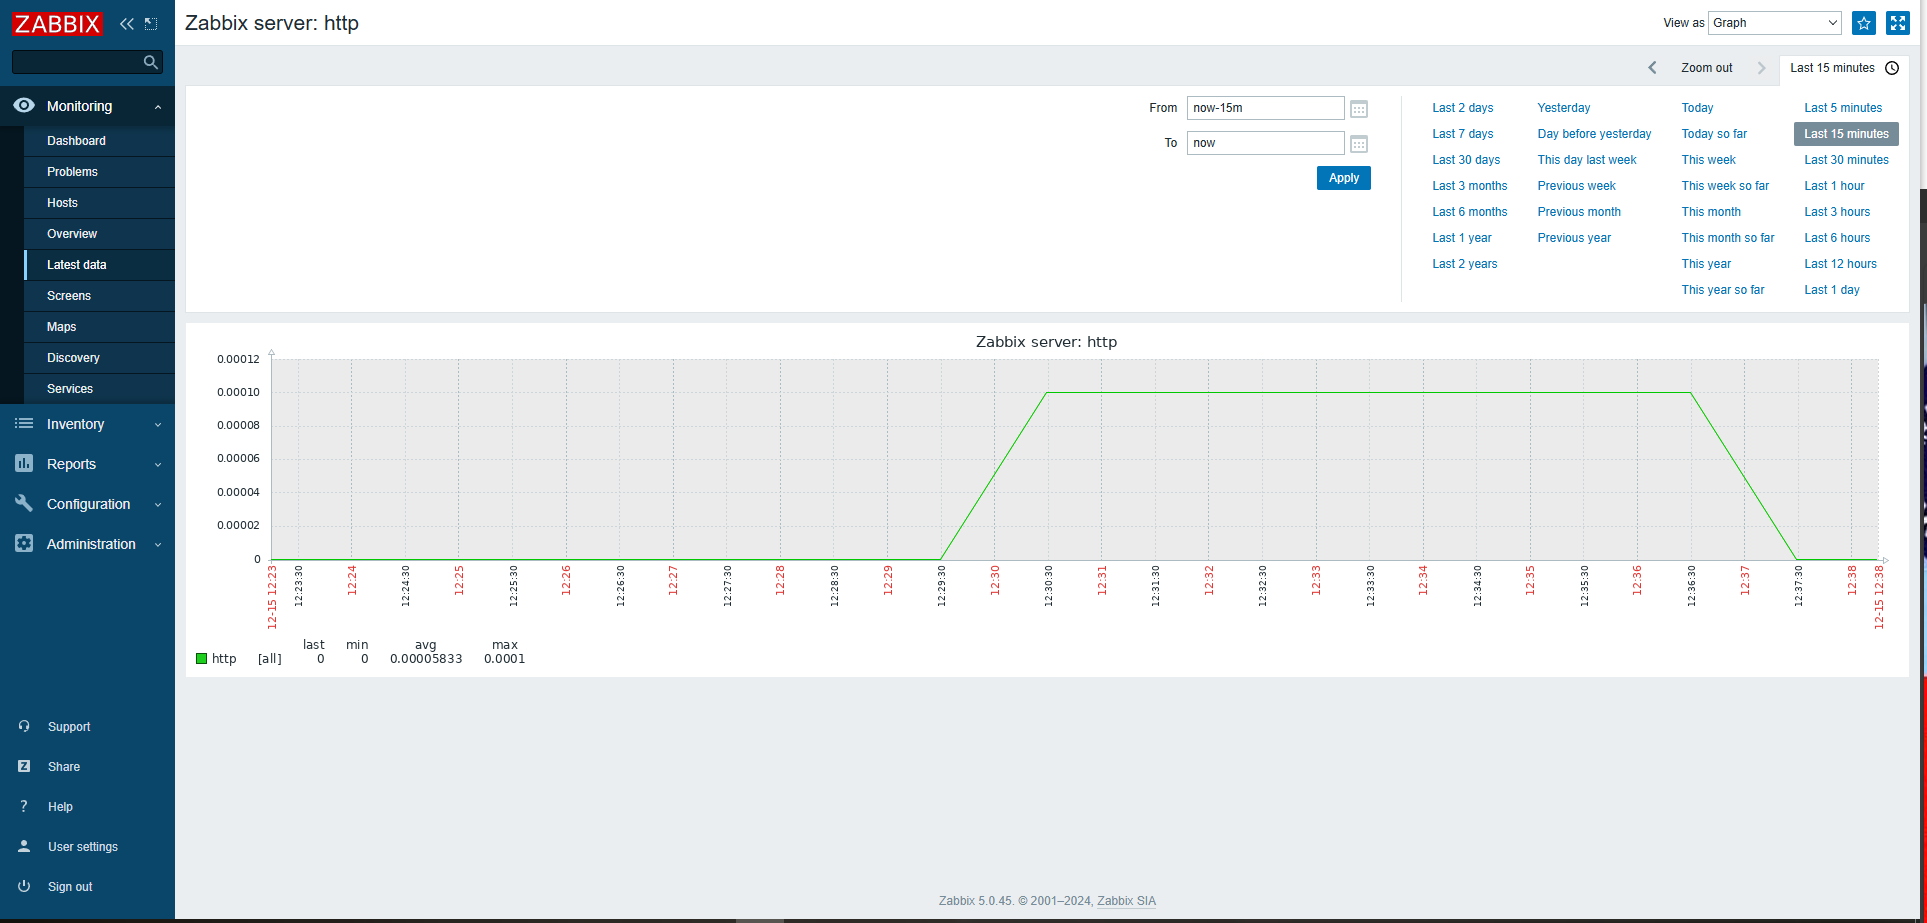 ZABBIX
Zabbix server: http
View as Graph
Zoom out
Last 15 minutes
Monitoring
Dashboard
Problems
Hosts
Overview
Latest data
Screens
Maps
Discovery
Services
Inventory
Reports
Configuration
Administration
Support
Share
Help
User settings
Sign out
From now-15m
To now
Apply
Last 2 days Yesterday Today Last 5 minutes
Last 7 days Day before yesterday Today so far Last 15 minutes
Last 30 days This day last week This week Last 30 minutes
Last 3 months Previous week This week so far Last 1 hour
Last 6 months Previous month This month Last 3 hours
Last 1 year Previous year This month so far Last 6 hours
Last 2 years This year Last 12 hours
This year so far Last 1 day
Zabbix server: http
0.00012
0.00010
0.00008
0.00006
0.00004
0.00002
0
12-15 12:23 12:23:30 12:24 12:24:30 12:25 12:25:30 12:26 12:26:30 12:27 12:27:30 12:28 12:28:30 12:29 12:29:30 12:30 12:30:30 12:31 12:31:30 12:32 12:32:30 12:33 12:33:30 12:34 12:34:30 12:35 12:35:30 12:36 12:36:30 12:37 12:37:30 12:38 12-15 12:38
last min avg max
http [all] 0 0 0.00005833 0.0001
Zabbix 5.0.45. © 2001–2024, Zabbix SIA